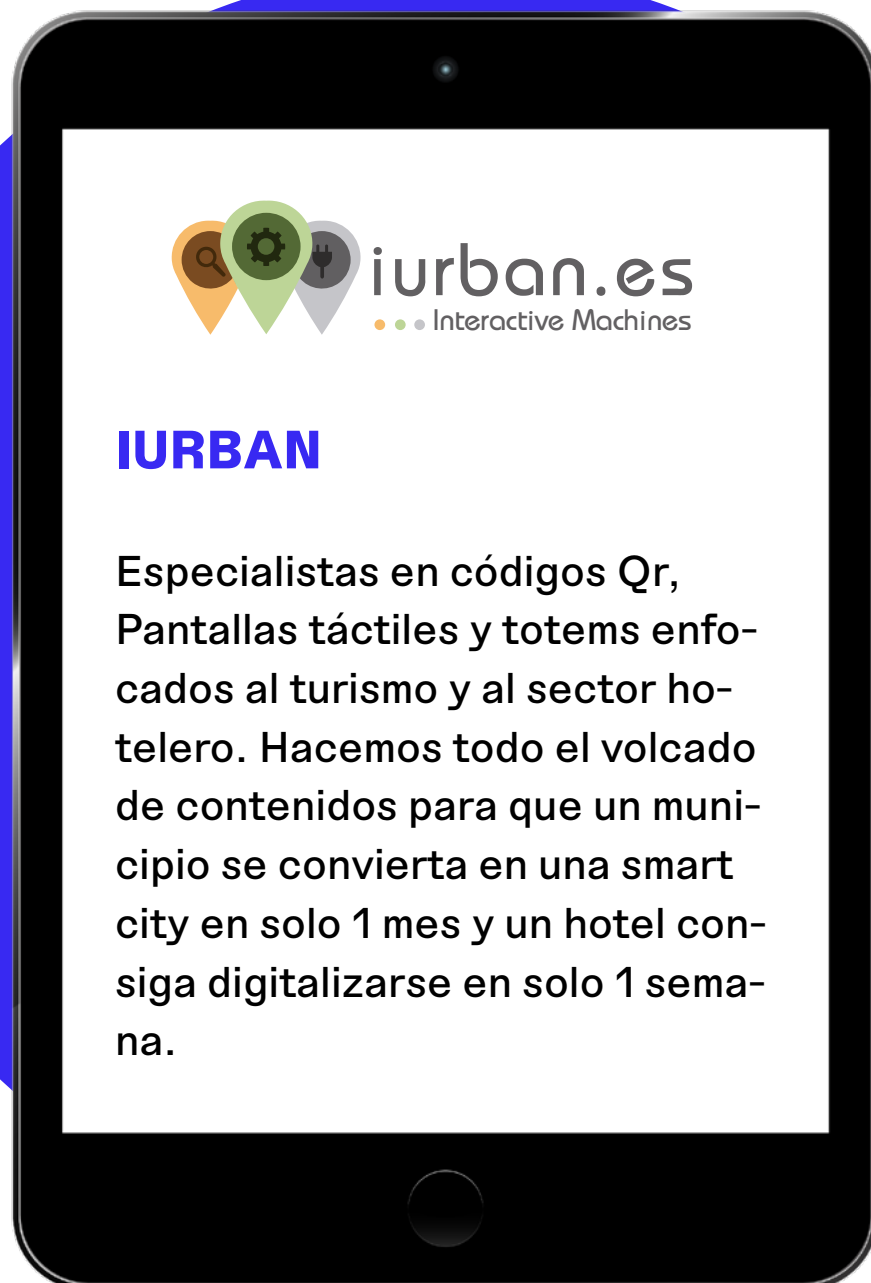 iurban.es
Interactive Machines
IURBAN
Especialistas en códigos Qr,
Pantallas táctiles y totems enfo-
cados al turismo y al sector ho-
telero. Hacemos todo el volcado
de contenidos para que un muni-
cipio se convierta en una smart
city en solo 1 mes y un hotel con-
siga digitalizarse en solo 1 sema-
na.